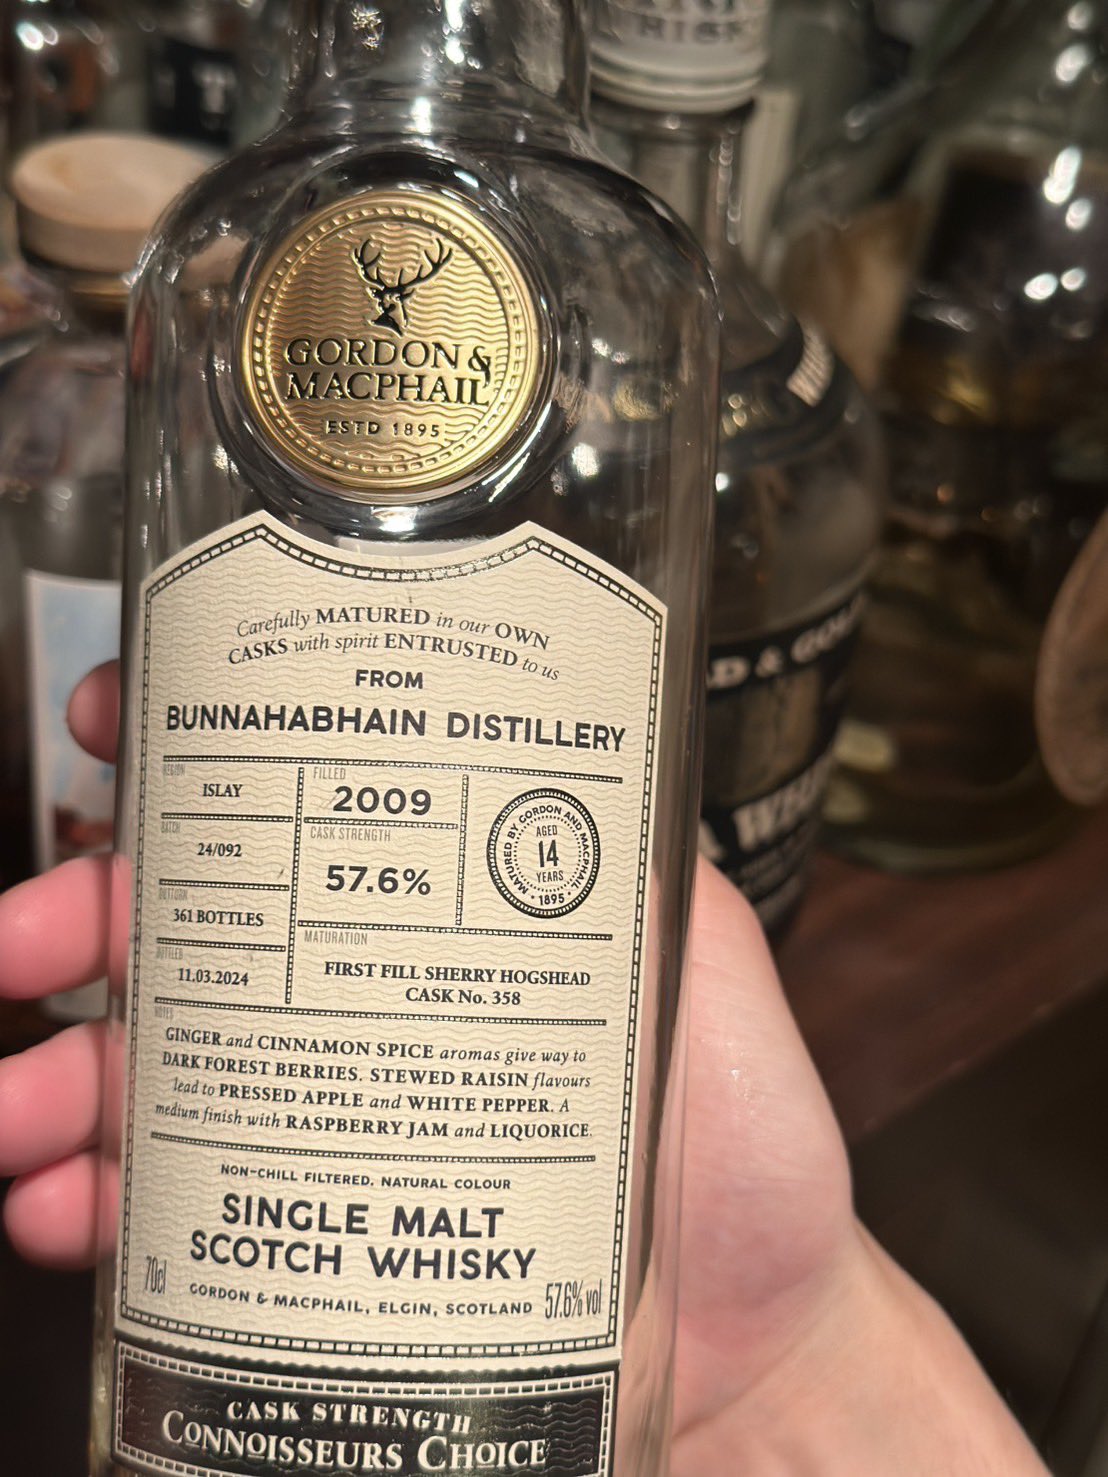 GORDON &
MACPHAIL
ESTD 1895
Carefully MATURED in our OWN
CASKS with spirit ENTRUSTED to us
FROM
BUNNAHABHAIN DISTILLERY
REGION
ISLAY
BATCH
24/092
OUTTURN
361 BOTTLES
BOTTLED
11.03.2024
FILLED
2009
CASK STRENGTH
57.6%
MATURED BY GORDON AND MACPHAIL
AGED
14
YEARS
• 1895 •
MATURATION
FIRST FILL SHERRY HOGSHEAD
CASK No. 358
NOTES
GINGER and CINNAMON SPICE aromas give way to
DARK FOREST BERRIES. STEWED RAISIN flavours
lead to PRESSED APPLE and WHITE PEPPER. A
medium finish with RASPBERRY JAM and LIQUORICE.
NON-CHILL FILTERED. NATURAL COLOUR
SINGLE MALT
SCOTCH WHISKY
70cl
GORDON & MACPHAIL, ELGIN, SCOTLAND
57.6% vol
CASK STRENGTH
CONNOISSEURS CHOICE